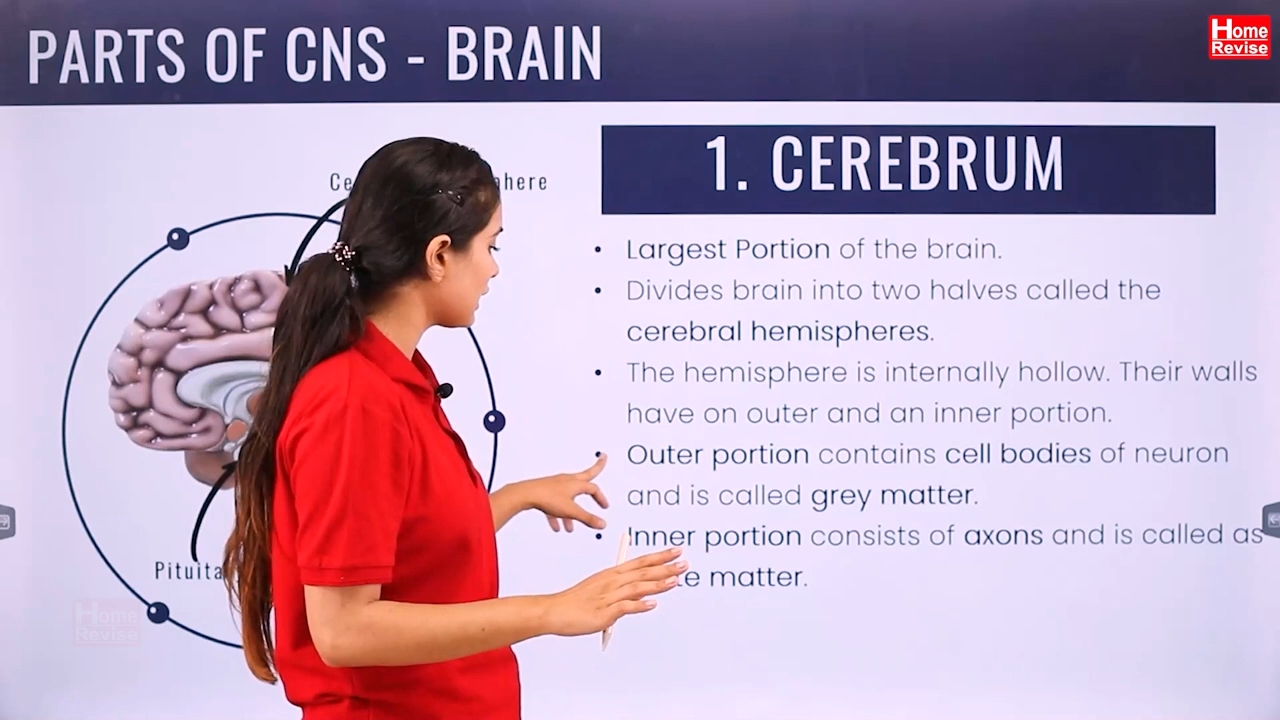 PARTS OF CNS - BRAIN
Home
Revise
1. CEREBRUM
• Largest Portion of the brain.
• Divides brain into two halves called the
cerebral hemispheres.
• The hemisphere is internally hollow. Their walls
have on outer and an inner portion.
• Outer portion contains cell bodies of neuron
and is called grey matter.
• Inner portion consists of axons and is called as
matter.
Home
Revise